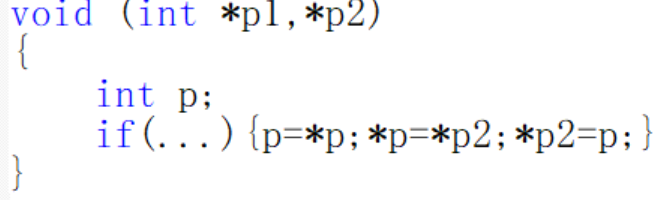 void (int *p1,*p2)
{
int p;
if(...){p=*p;*p=*p2;*p2=p;}
}